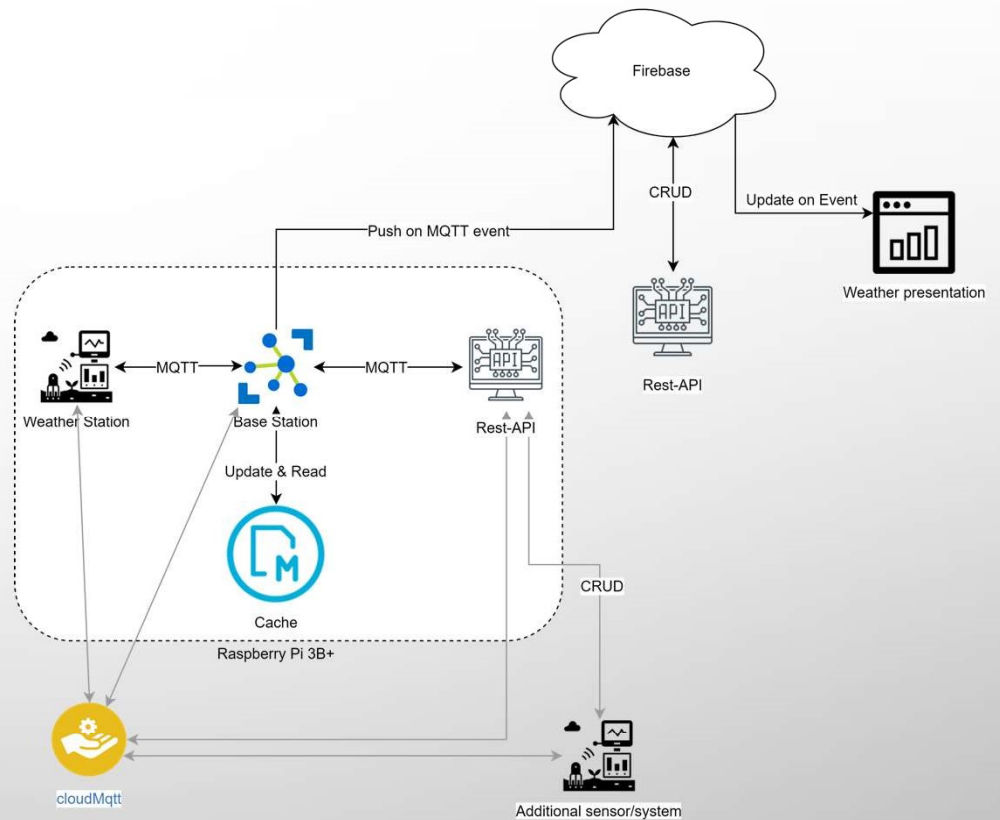 Firebase
CRUD
Update on Event
Push on MQTT event
Weather presentation
Rest-API
API
MQTT
MQTT
API
Weather Station
Base Station
Rest-API
Update & Read
M
CRUD
Cache
Raspberry Pi 3B+
cloudMqtt
Additional sensor/system